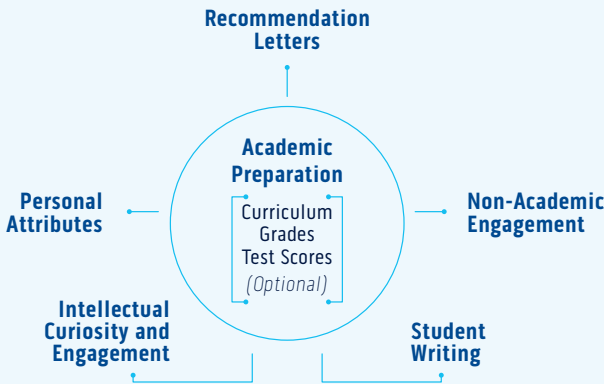 Recommendation
Letters
Academic
Preparation
Curriculum
Grades
Test Scores
(Optional)
Personal
Attributes
Non-Academic
Engagement
Intellectual
Curiosity and
Engagement
Student
Writing